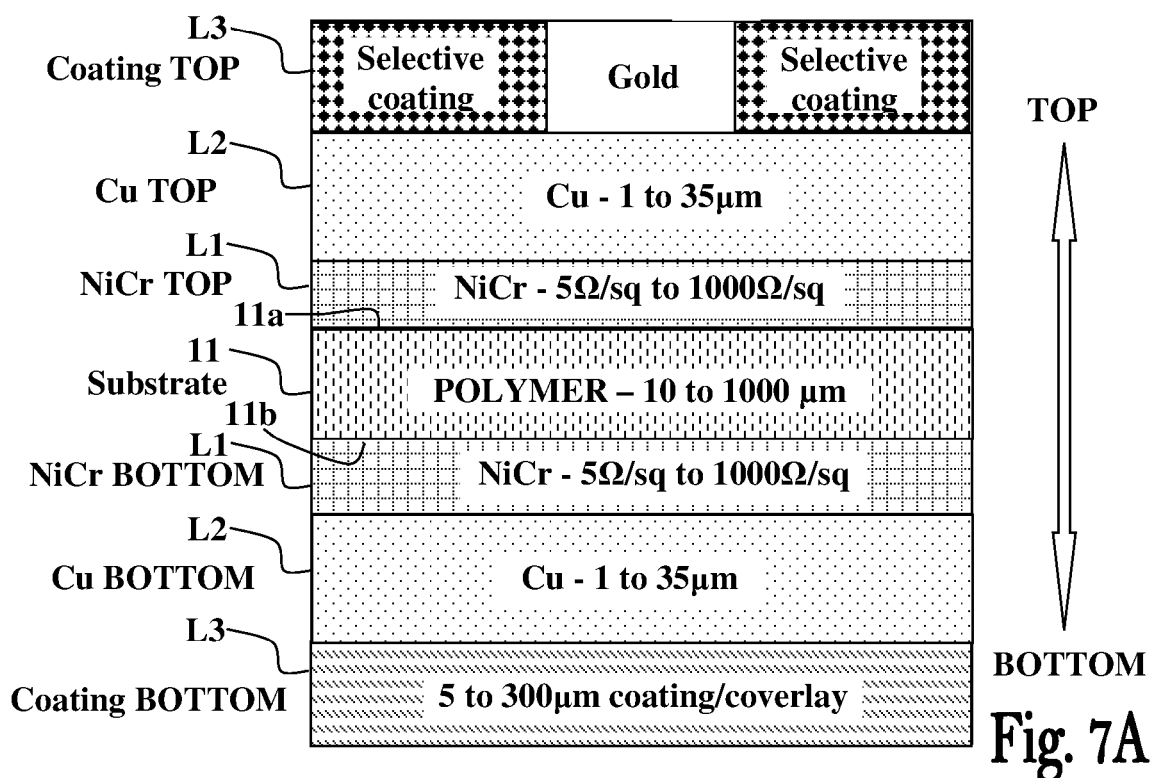 L3
Coating TOP
Selective
coating
Gold
Selective
coating
TOP
L2
Cu TOP
Cu - 1 to 35µm
L1
NiCr TOP
NiCr - 5Ω/sq to 1000Ω/sq
11a
11
Substrate
POLYMER – 10 to 1000 µm
11b
L1
NiCr BOTTOM
NiCr - 5Ω/sq to 1000Ω/sq
L2
Cu BOTTOM
Cu - 1 to 35µm
L3
Coating BOTTOM
5 to 300µm coating/coverlay
BOTTOM
Fig. 7A